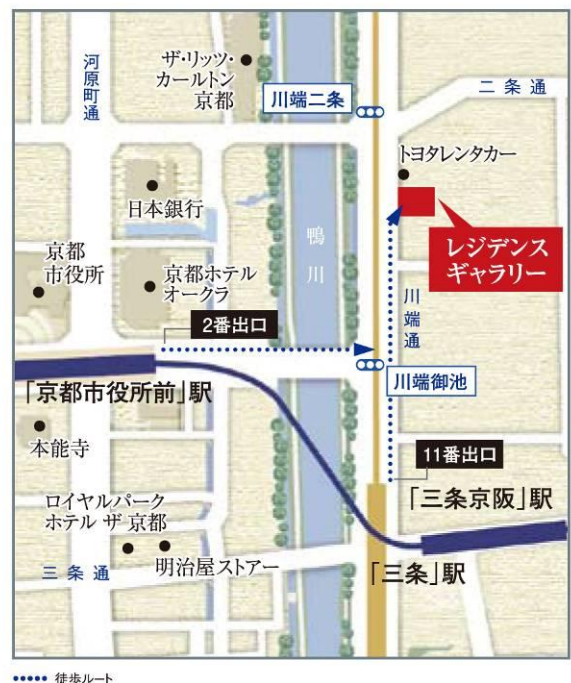 河原町通
ザ・リッツ・
カールトン
京都
川端二条
二条通
トヨタレンタカー
日本銀行
鴨川
レジデンス
ギャラリー
京都
市役所
京都ホテル
オークラ
川端通
2番出口
川端御池
「京都市役所前」駅
本能寺
11番出口
「三条京阪」駅
ロイヤルパーク
ホテル ザ 京都
三条通
明治屋ストアー
「三条」駅
徒歩ルート